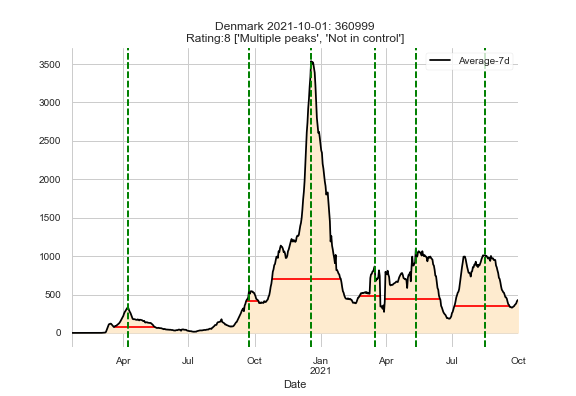 Denmark 2021-10-01: 360999
Rating:8 ['Multiple peaks', 'Not in control']
Average-7d
3500
3000
2500
2000
1500
1000
500
0
Apr
Jul
Oct
Jan
2021
Apr
Jul
Oct
Date